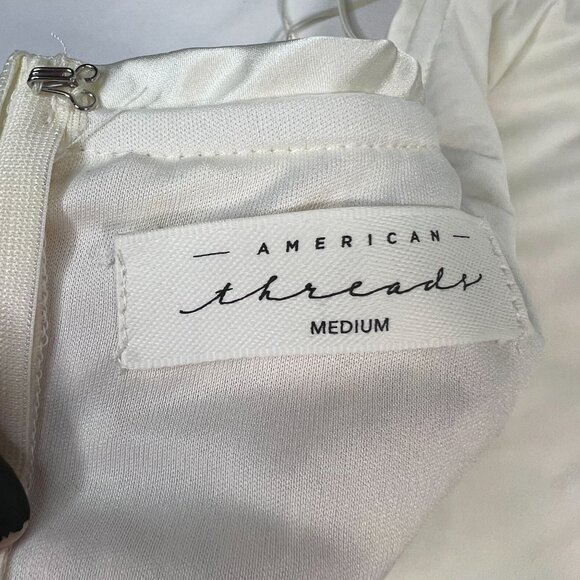 — AMERICAN —
threads
MEDIUM